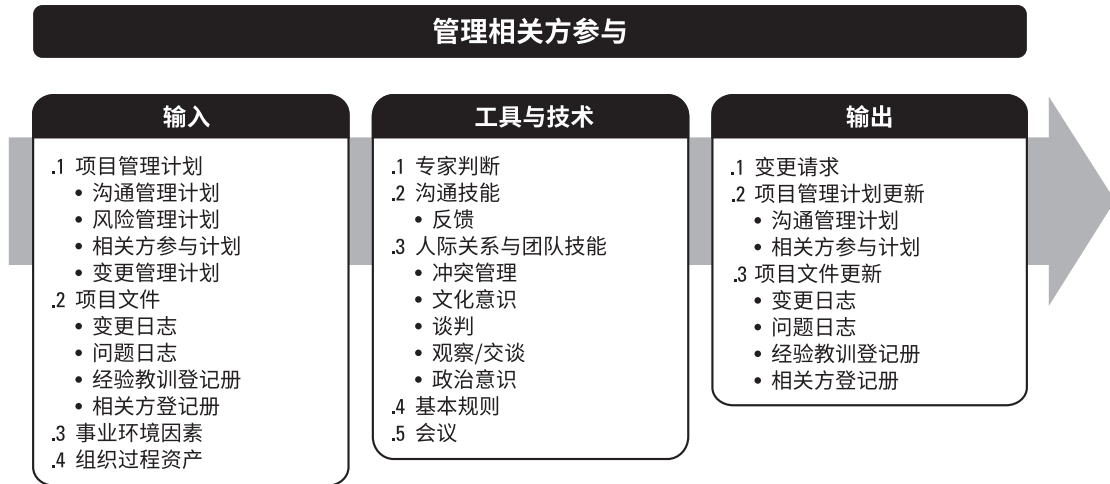 管理相关方参与
输入
.1 项目管理计划
• 沟通管理计划
• 风险管理计划
• 相关方参与计划
• 变更管理计划
.2 项目文件
• 变更日志
• 问题日志
• 经验教训登记册
• 相关方登记册
.3 事业环境因素
.4 组织过程资产
工具与技术
.1 专家判断
.2 沟通技能
• 反馈
.3 人际关系与团队技能
• 冲突管理
• 文化意识
• 谈判
• 观察/交谈
• 政治意识
.4 基本规则
.5 会议
输出
.1 变更请求
.2 项目管理计划更新
• 沟通管理计划
• 相关方参与计划
.3 项目文件更新
• 变更日志
• 问题日志
• 经验教训登记册
• 相关方登记册